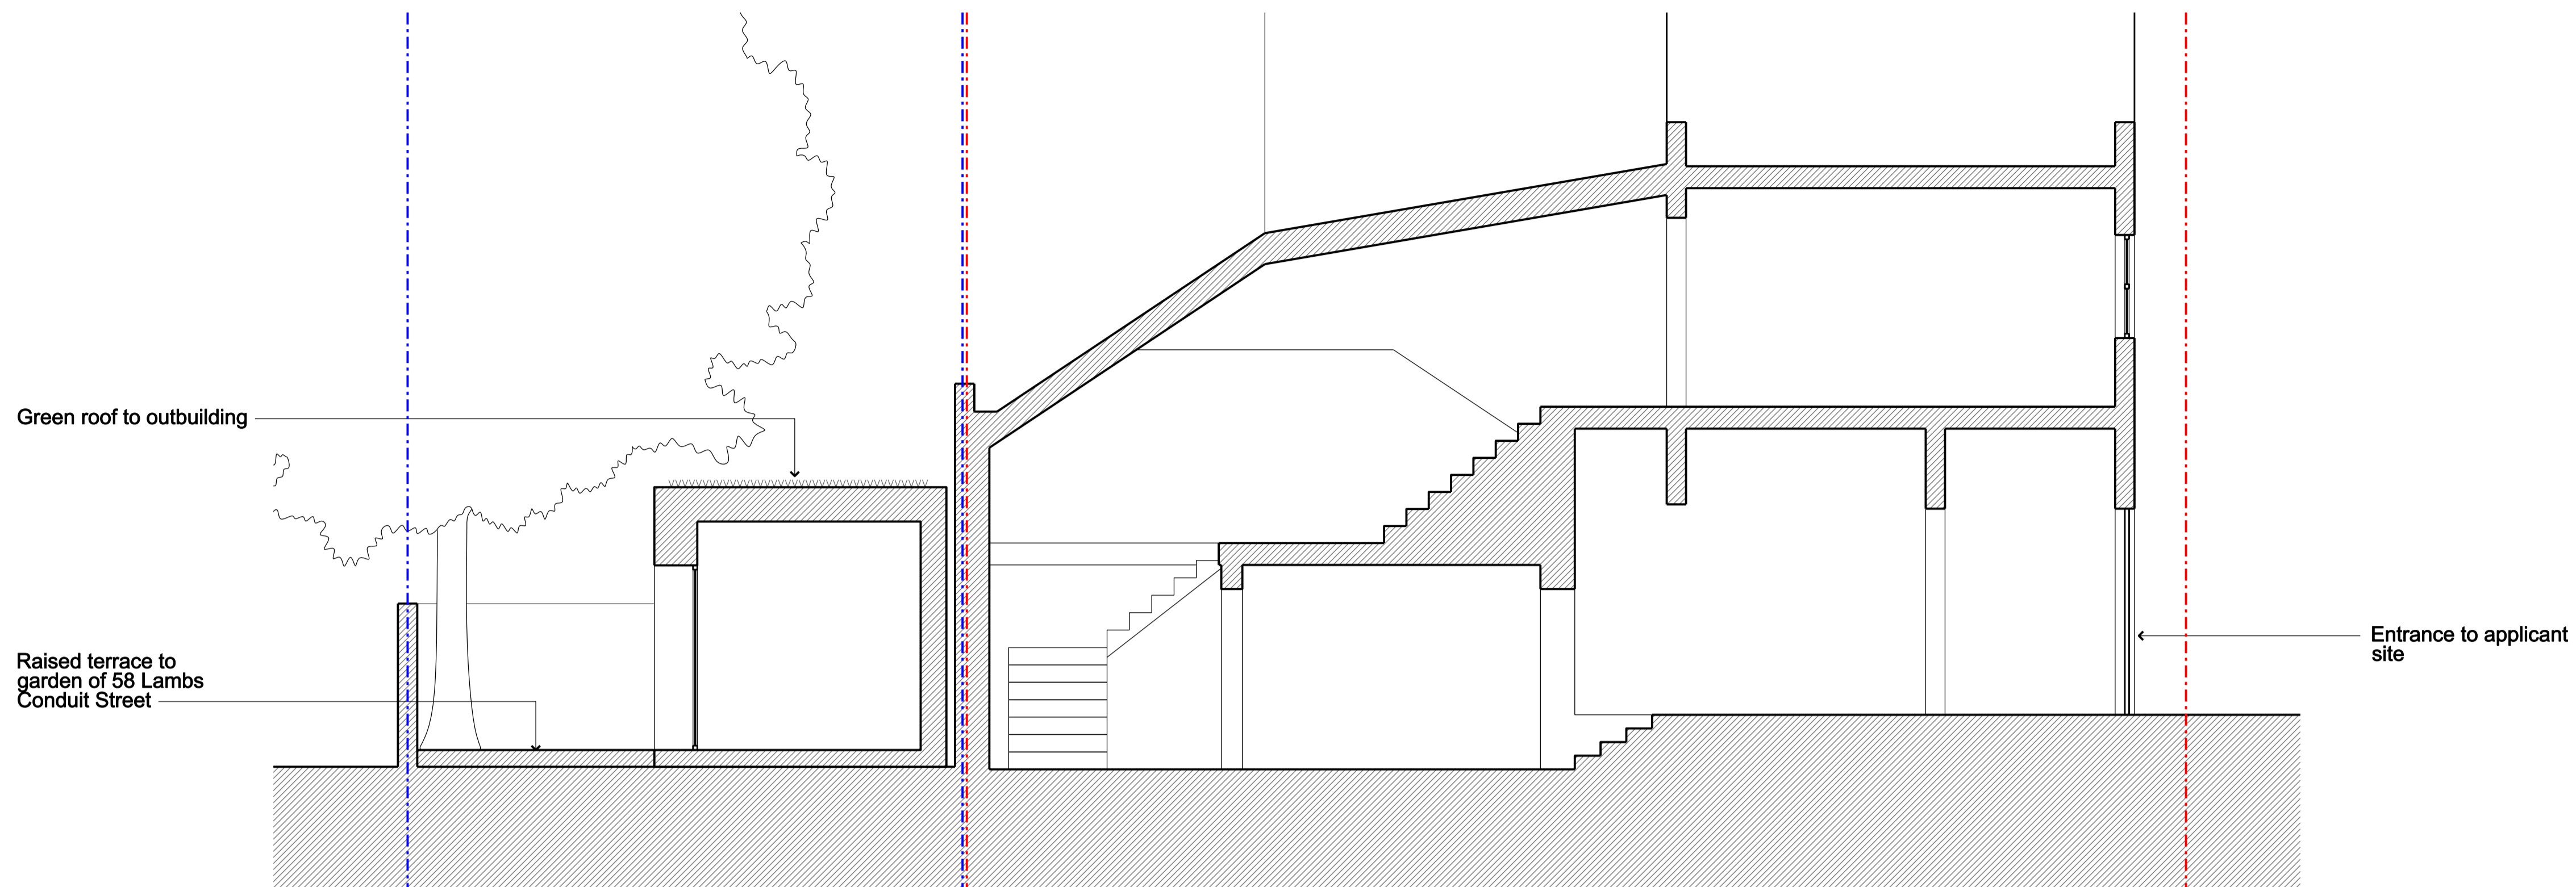 Green roof to outbuilding
Raised terrace to
garden of 58 Lambs
Conduit Street
Entrance to applicant
site